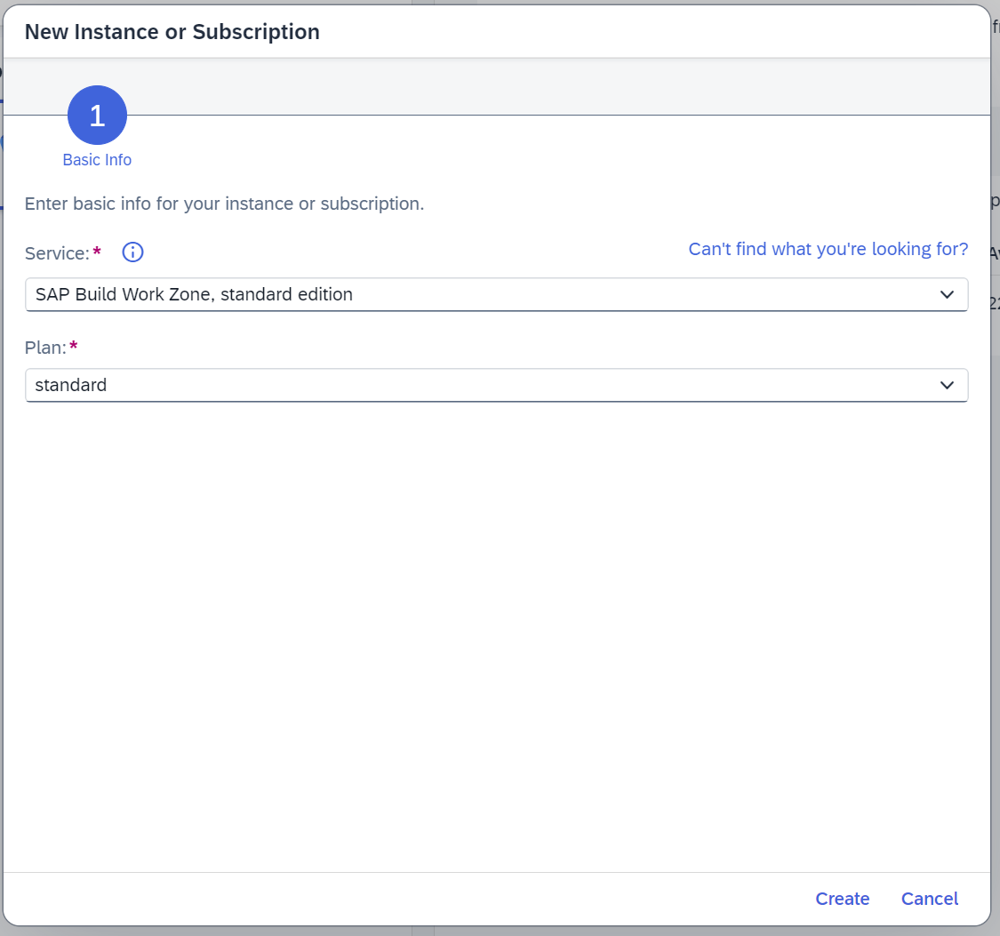 New Instance or Subscription
1
Basic Info
Enter basic info for your instance or subscription.
Service:*
Can't find what you're looking for?
SAP Build Work Zone, standard edition
Plan:*
standard
Create
Cancel